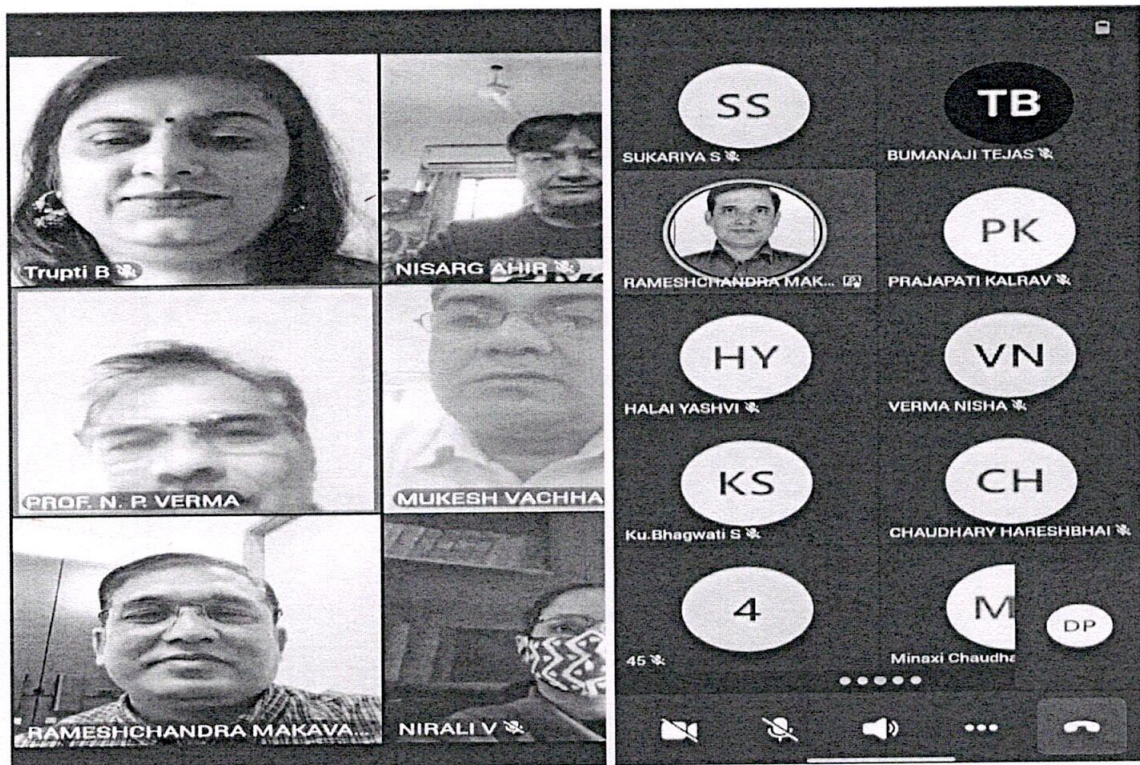 Trupti B
NISARG AHIR
PROF. N. P. VERMA
MUKESH VACHHA
RAMESHCHANDRA MAKAVA...
NIRALI V
SS
SUKARIYA S
TB
BUMANAJI TEJAS
RAMESHCHANDRA MAK...
PK
PRAJAPATI KALRAV
HY
HALAI YASHVI
VN
VERMA NISHA
KS
Ku.Bhagwati S
CH
CHAUDHARY HARESHBHAI
4
45
M
Minaxi Chaudha
DP